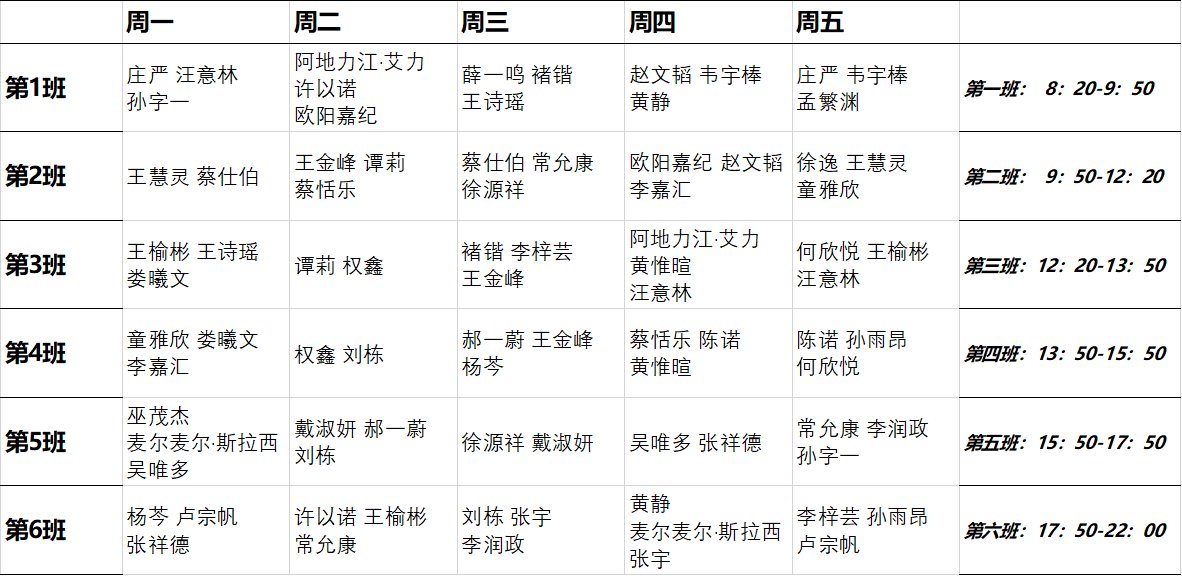 周一 周二 周三 周四 周五
第1班
庄严 汪意林
孙字一
阿地力江·艾力
许以诺
欧阳嘉纪
薛一鸣 褚锴
王诗瑶
赵文韬 韦宇棒
黄静
庄严 韦宇棒
孟繁渊
第一班： 8：20-9：50
第2班
王慧灵 蔡仕伯
王金峰 谭莉
蔡恬乐
蔡仕伯 常允康
徐源祥
欧阳嘉纪 赵文韬
李嘉汇
徐逸 王慧灵
童雅欣
第二班： 9：50-12：20
第3班
王榆彬 王诗瑶
娄曦文
谭莉 权鑫
褚锴 李梓芸
王金峰
阿地力江·艾力
黄惟暄
汪意林
何欣悦 王榆彬
汪意林
第三班：12：20-13：50
第4班
童雅欣 娄曦文
李嘉汇
权鑫 刘栋
郝一蔚 王金峰
杨芩
蔡恬乐 陈诺
黄惟暄
陈诺 孙雨昂
何欣悦
第四班：13：50-15：50
第5班
巫茂杰
麦尔麦尔·斯拉西
吴唯多
戴淑妍 郝一蔚
刘栋
徐源祥 戴淑妍
吴唯多 张祥德
常允康 李润政
孙字一
第五班：15：50-17：50
第6班
杨芩 卢宗帆
张祥德
许以诺 王榆彬
常允康
刘栋 张宇
李润政
黄静
麦尔麦尔·斯拉西
张宇
李梓芸 孙雨昂
卢宗帆
第六班：17：50-22：00